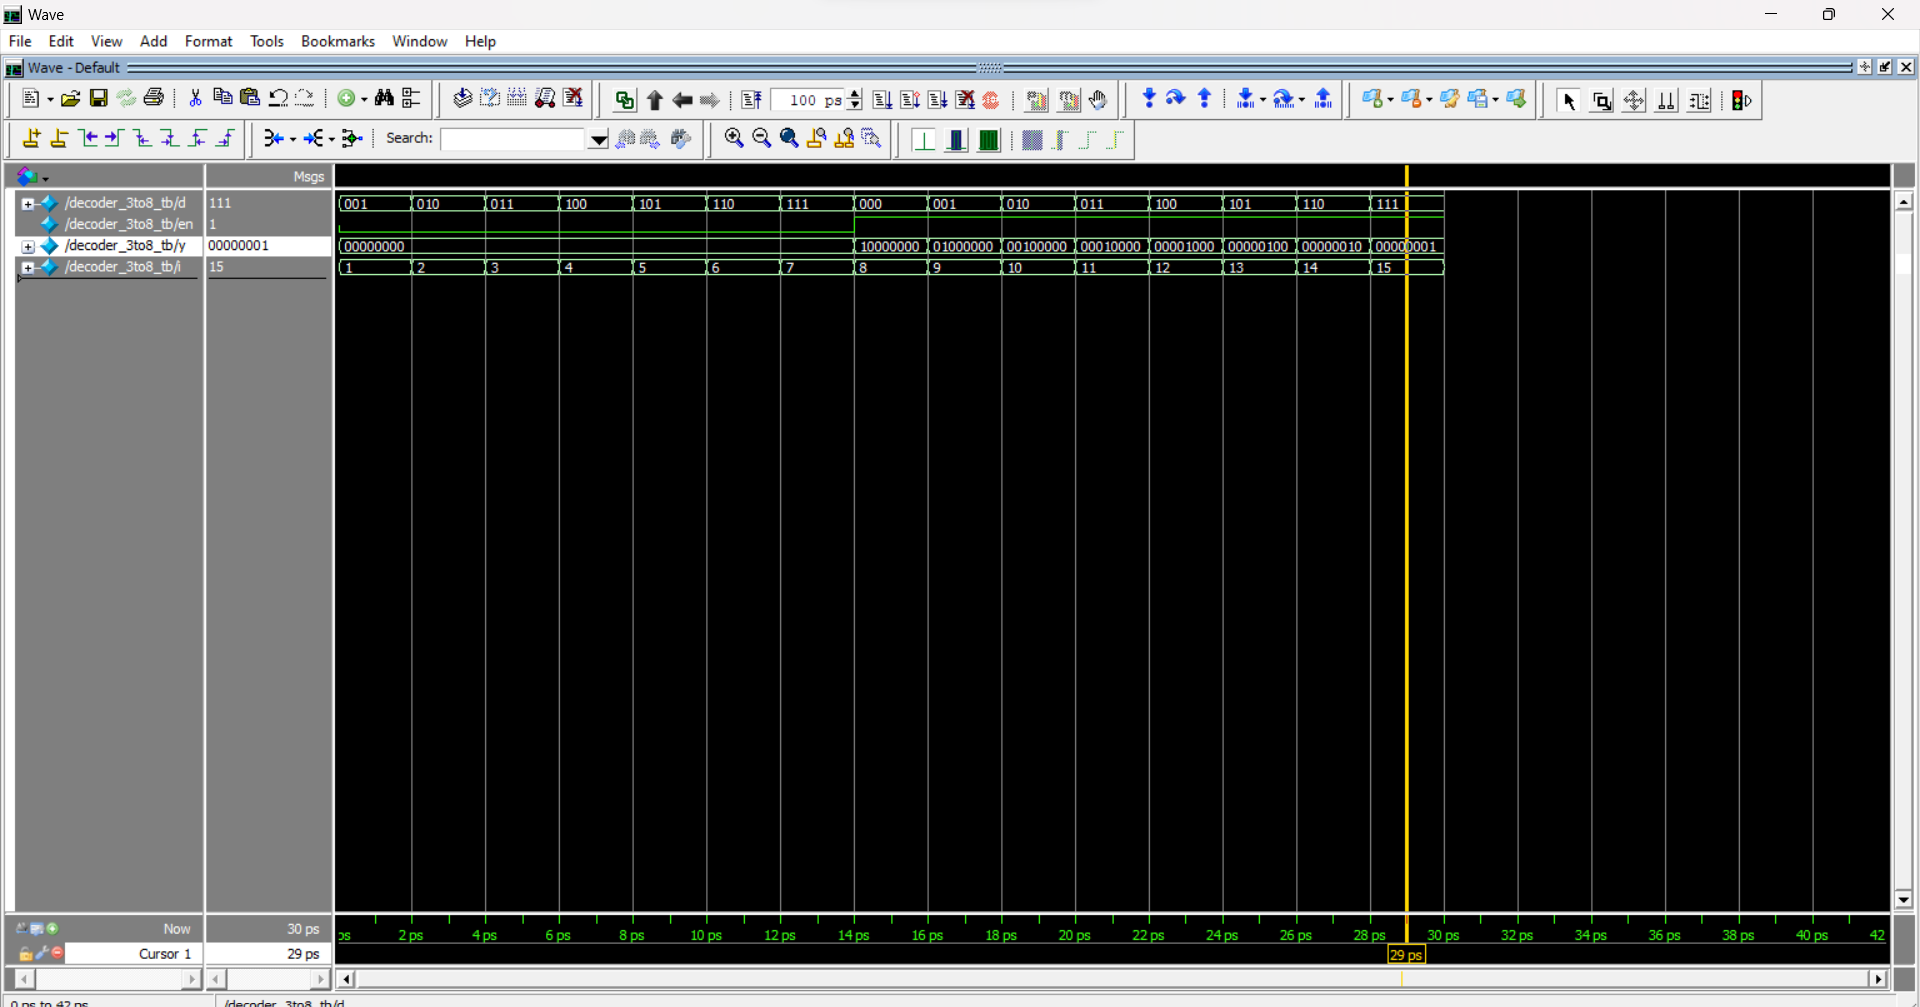 Wave
File Edit View Add Format Tools Bookmarks Window Help
Wave - Default
100 ps
Search:
Msgs
/decoder_3to8_tb/d 111 001 010 011 100 101 110 111 000 001 010 011 100 101 110 111
/decoder_3to8_tb/en 1
/decoder_3to8_tb/y 00000001 00000000 10000000 01000000 00100000 00010000 00001000 00000100 00000010 00000001
/decoder_3to8_tb/i 15 1 2 3 4 5 6 7 8 9 10 11 12 13 14 15
Now 30 ps ps 2 ps 4 ps 6 ps 8 ps 10 ps 12 ps 14 ps 16 ps 18 ps 20 ps 22 ps 24 ps 26 ps 28 ps 30 ps 32 ps 34 ps 36 ps 38 ps 40 ps 42
Cursor 1 29 ps 29 ps
0 ps to 42 ps /decoder_3to8_tb/d